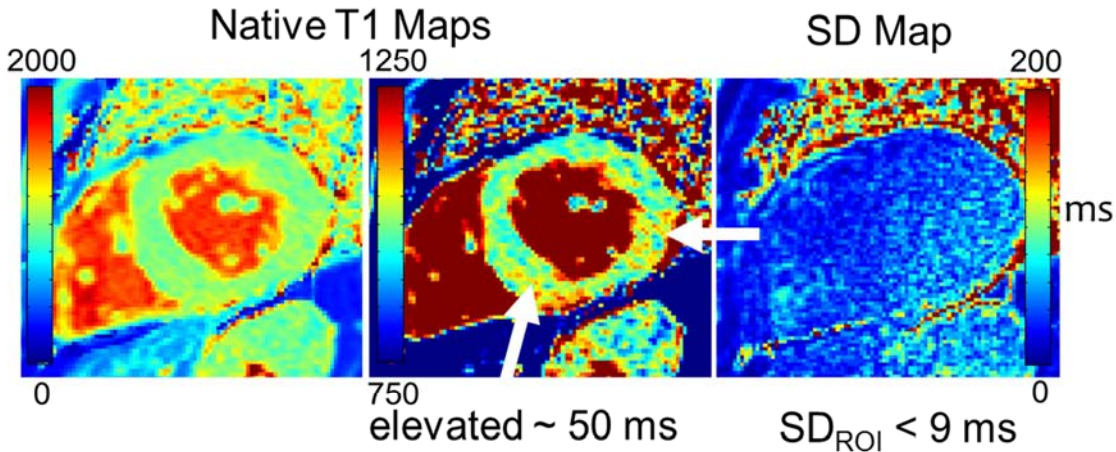 Native T1 Maps
SD Map
2000
1250
200
ms
0
750
0
elevated ~ 50 ms
SD_ROI < 9 ms